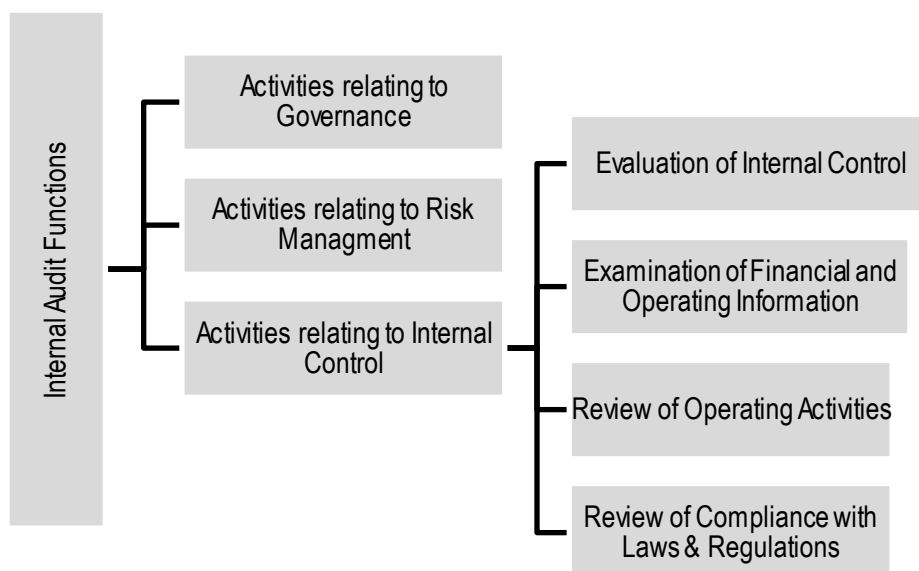 Internal Audit Functions
Activities relating to
Governance
Activities relating to Risk
Managment
Activities relating to Internal
Control
Evaluation of Internal Control
Examination of Financial and
Operating Information
Review of Operating Activities
Review of Compliance with
Laws & Regulations